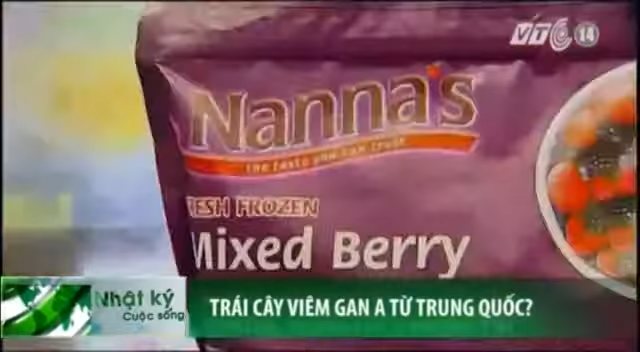 VTC 14
Nanna's
the taste you can trust
RESH FROZEN
Mixed Berry
Nhật ký
Cuộc sống
TRÁI CÂY VIÊM GAN A TỪ TRUNG QUỐC?